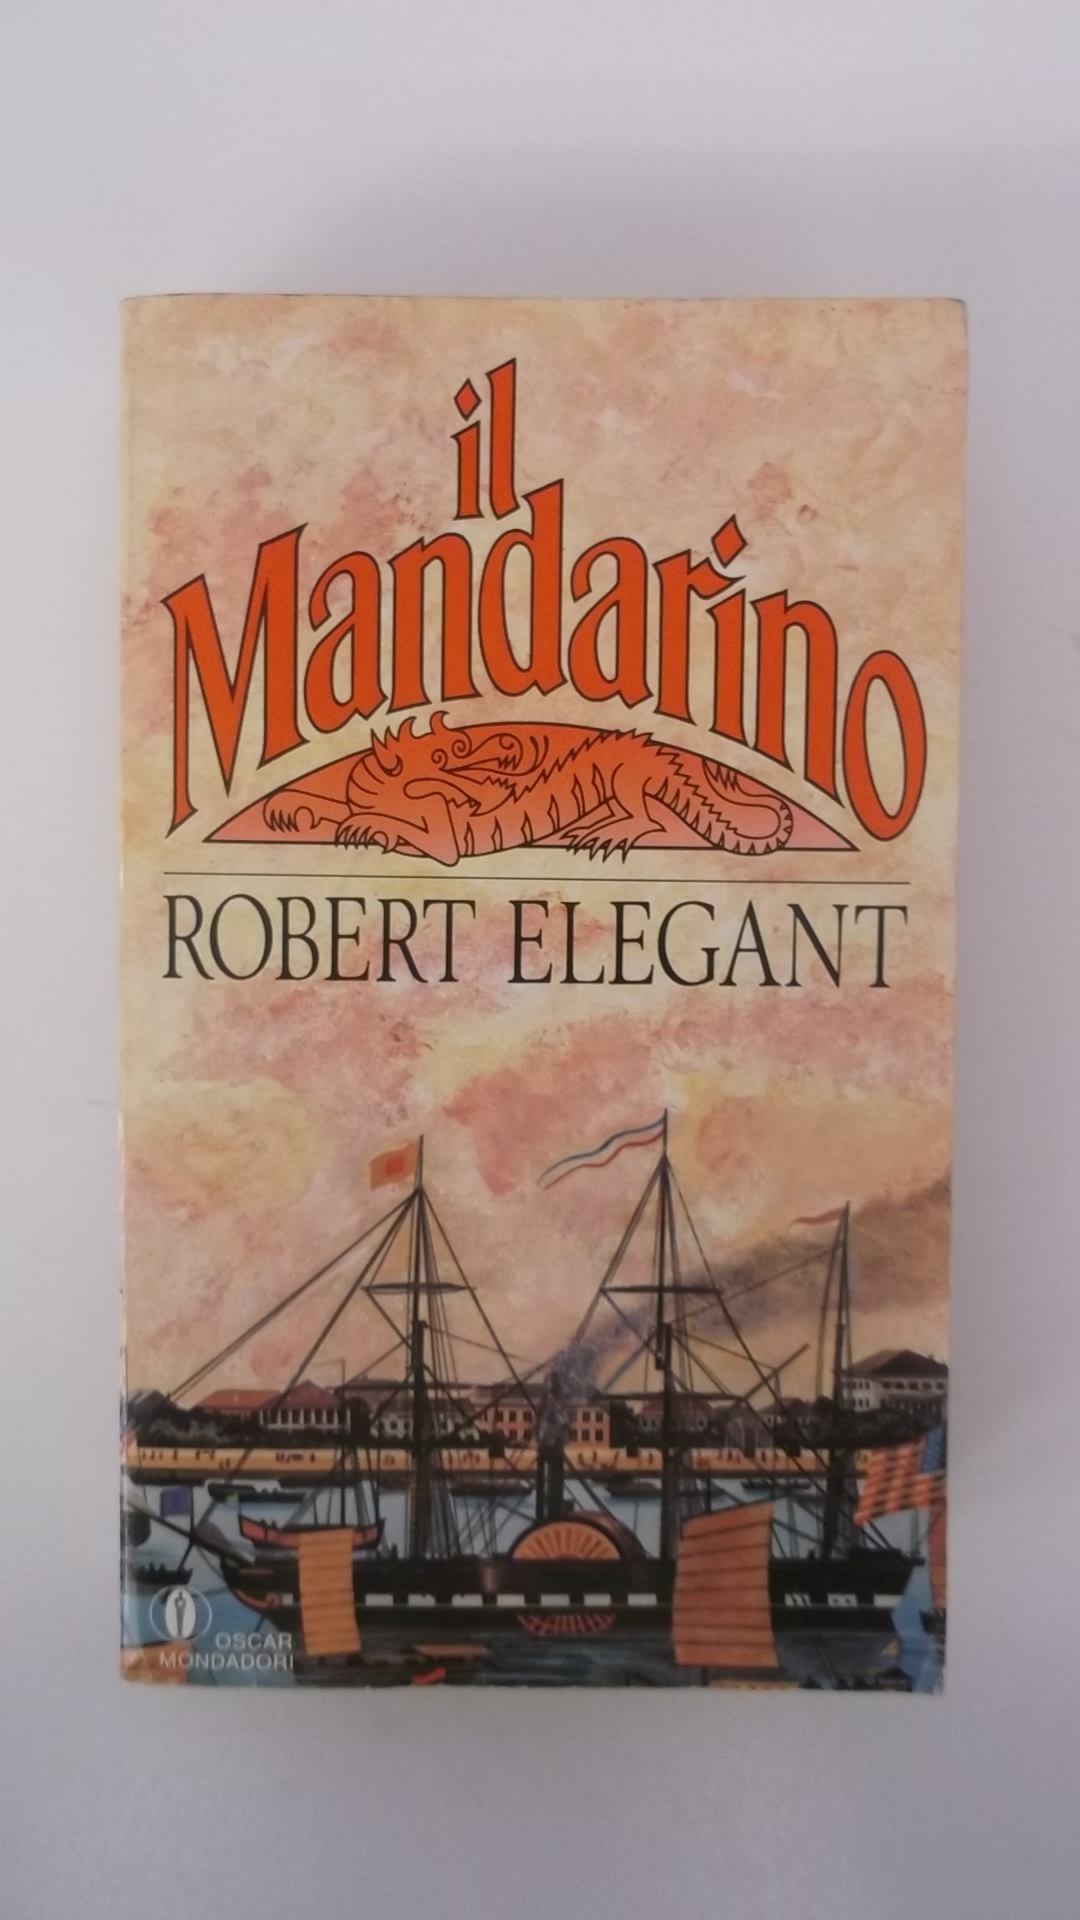 il
Mandarino
ROBERT ELEGANT
OSCAR
MONDADORI